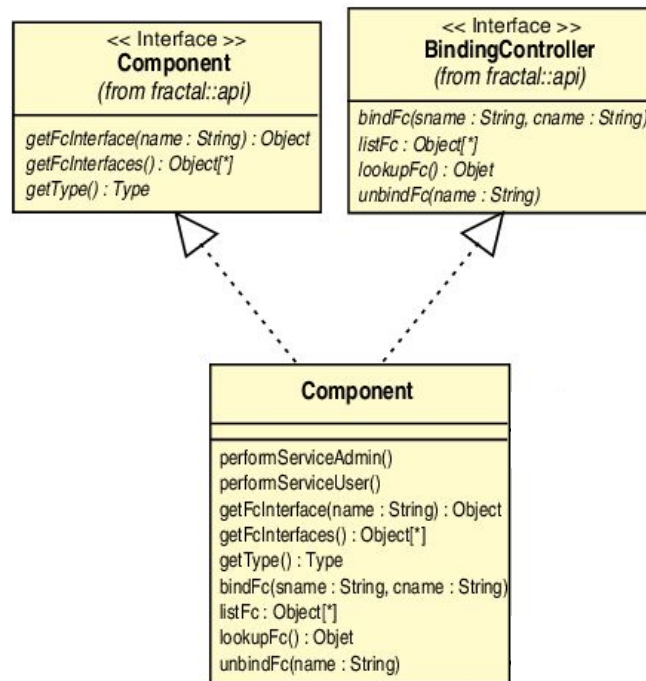 << Interface >>
Component
(from fractal::api)
getFcInterface(name : String) : Object
getFcInterfaces() : Object[*]
getType() : Type
<< Interface >>
BindingController
(from fractal::api)
bindFc(sname : String, cname : String)
listFc : Object[*]
lookupFc() : Objet
unbindFc(name : String)
Component
performServiceAdmin()
performServiceUser()
getFcInterface(name : String) : Object
getFcInterfaces() : Object[*]
getType() : Type
bindFc(sname : String, cname : String)
listFc : Object[*]
lookupFc() : Objet
unbindFc(name : String)